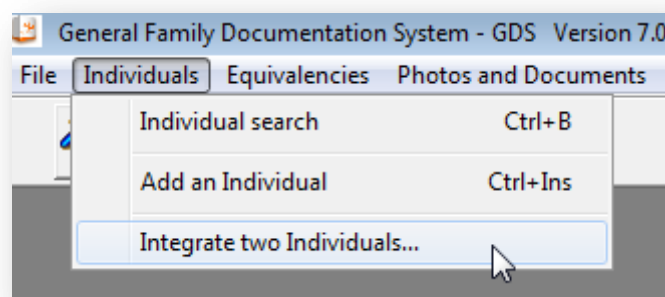 General Family Documentation System - GDS Version 7.0
File Individuals Equivalencies Photos and Documents
Individual search Ctrl+B
Add an Individual Ctrl+Ins
Integrate two Individuals...